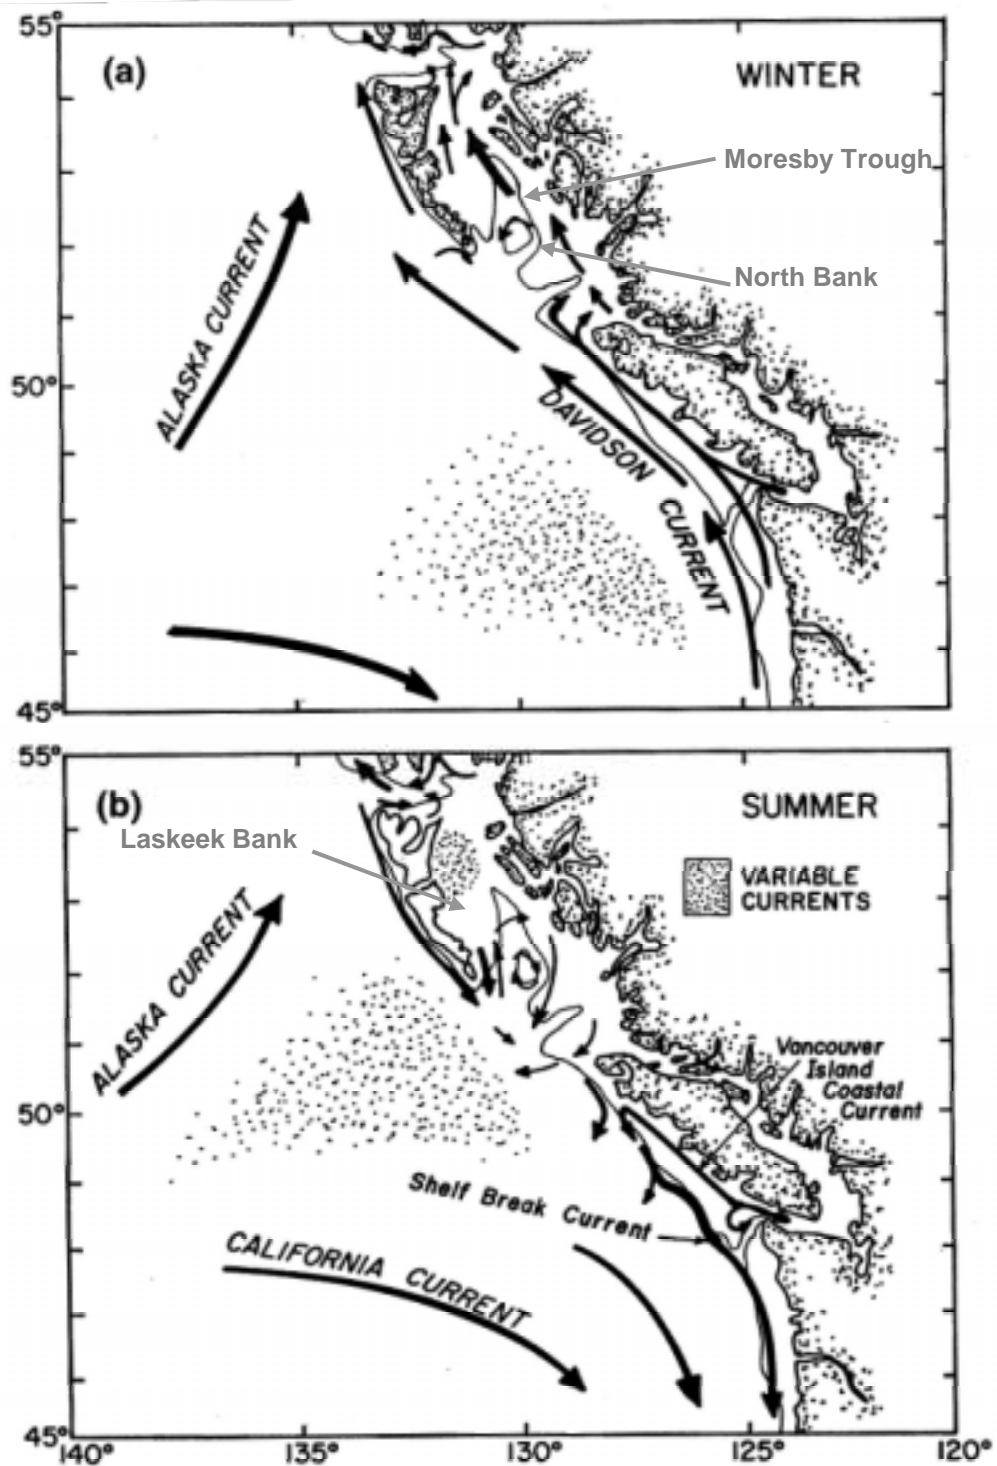 55°
(a)
WINTER
Moresby Trough
North Bank
ALASKA CURRENT
50°
DAVIDSON CURRENT
45°
55°
(b)
SUMMER
Laskeek Bank
VARIABLE
CURRENTS
ALASKA CURRENT
Vancouver
Island
Coastal
Current
50°
Shelf Break Current
CALIFORNIA CURRENT
45°
140°
135°
130°
125°
120°